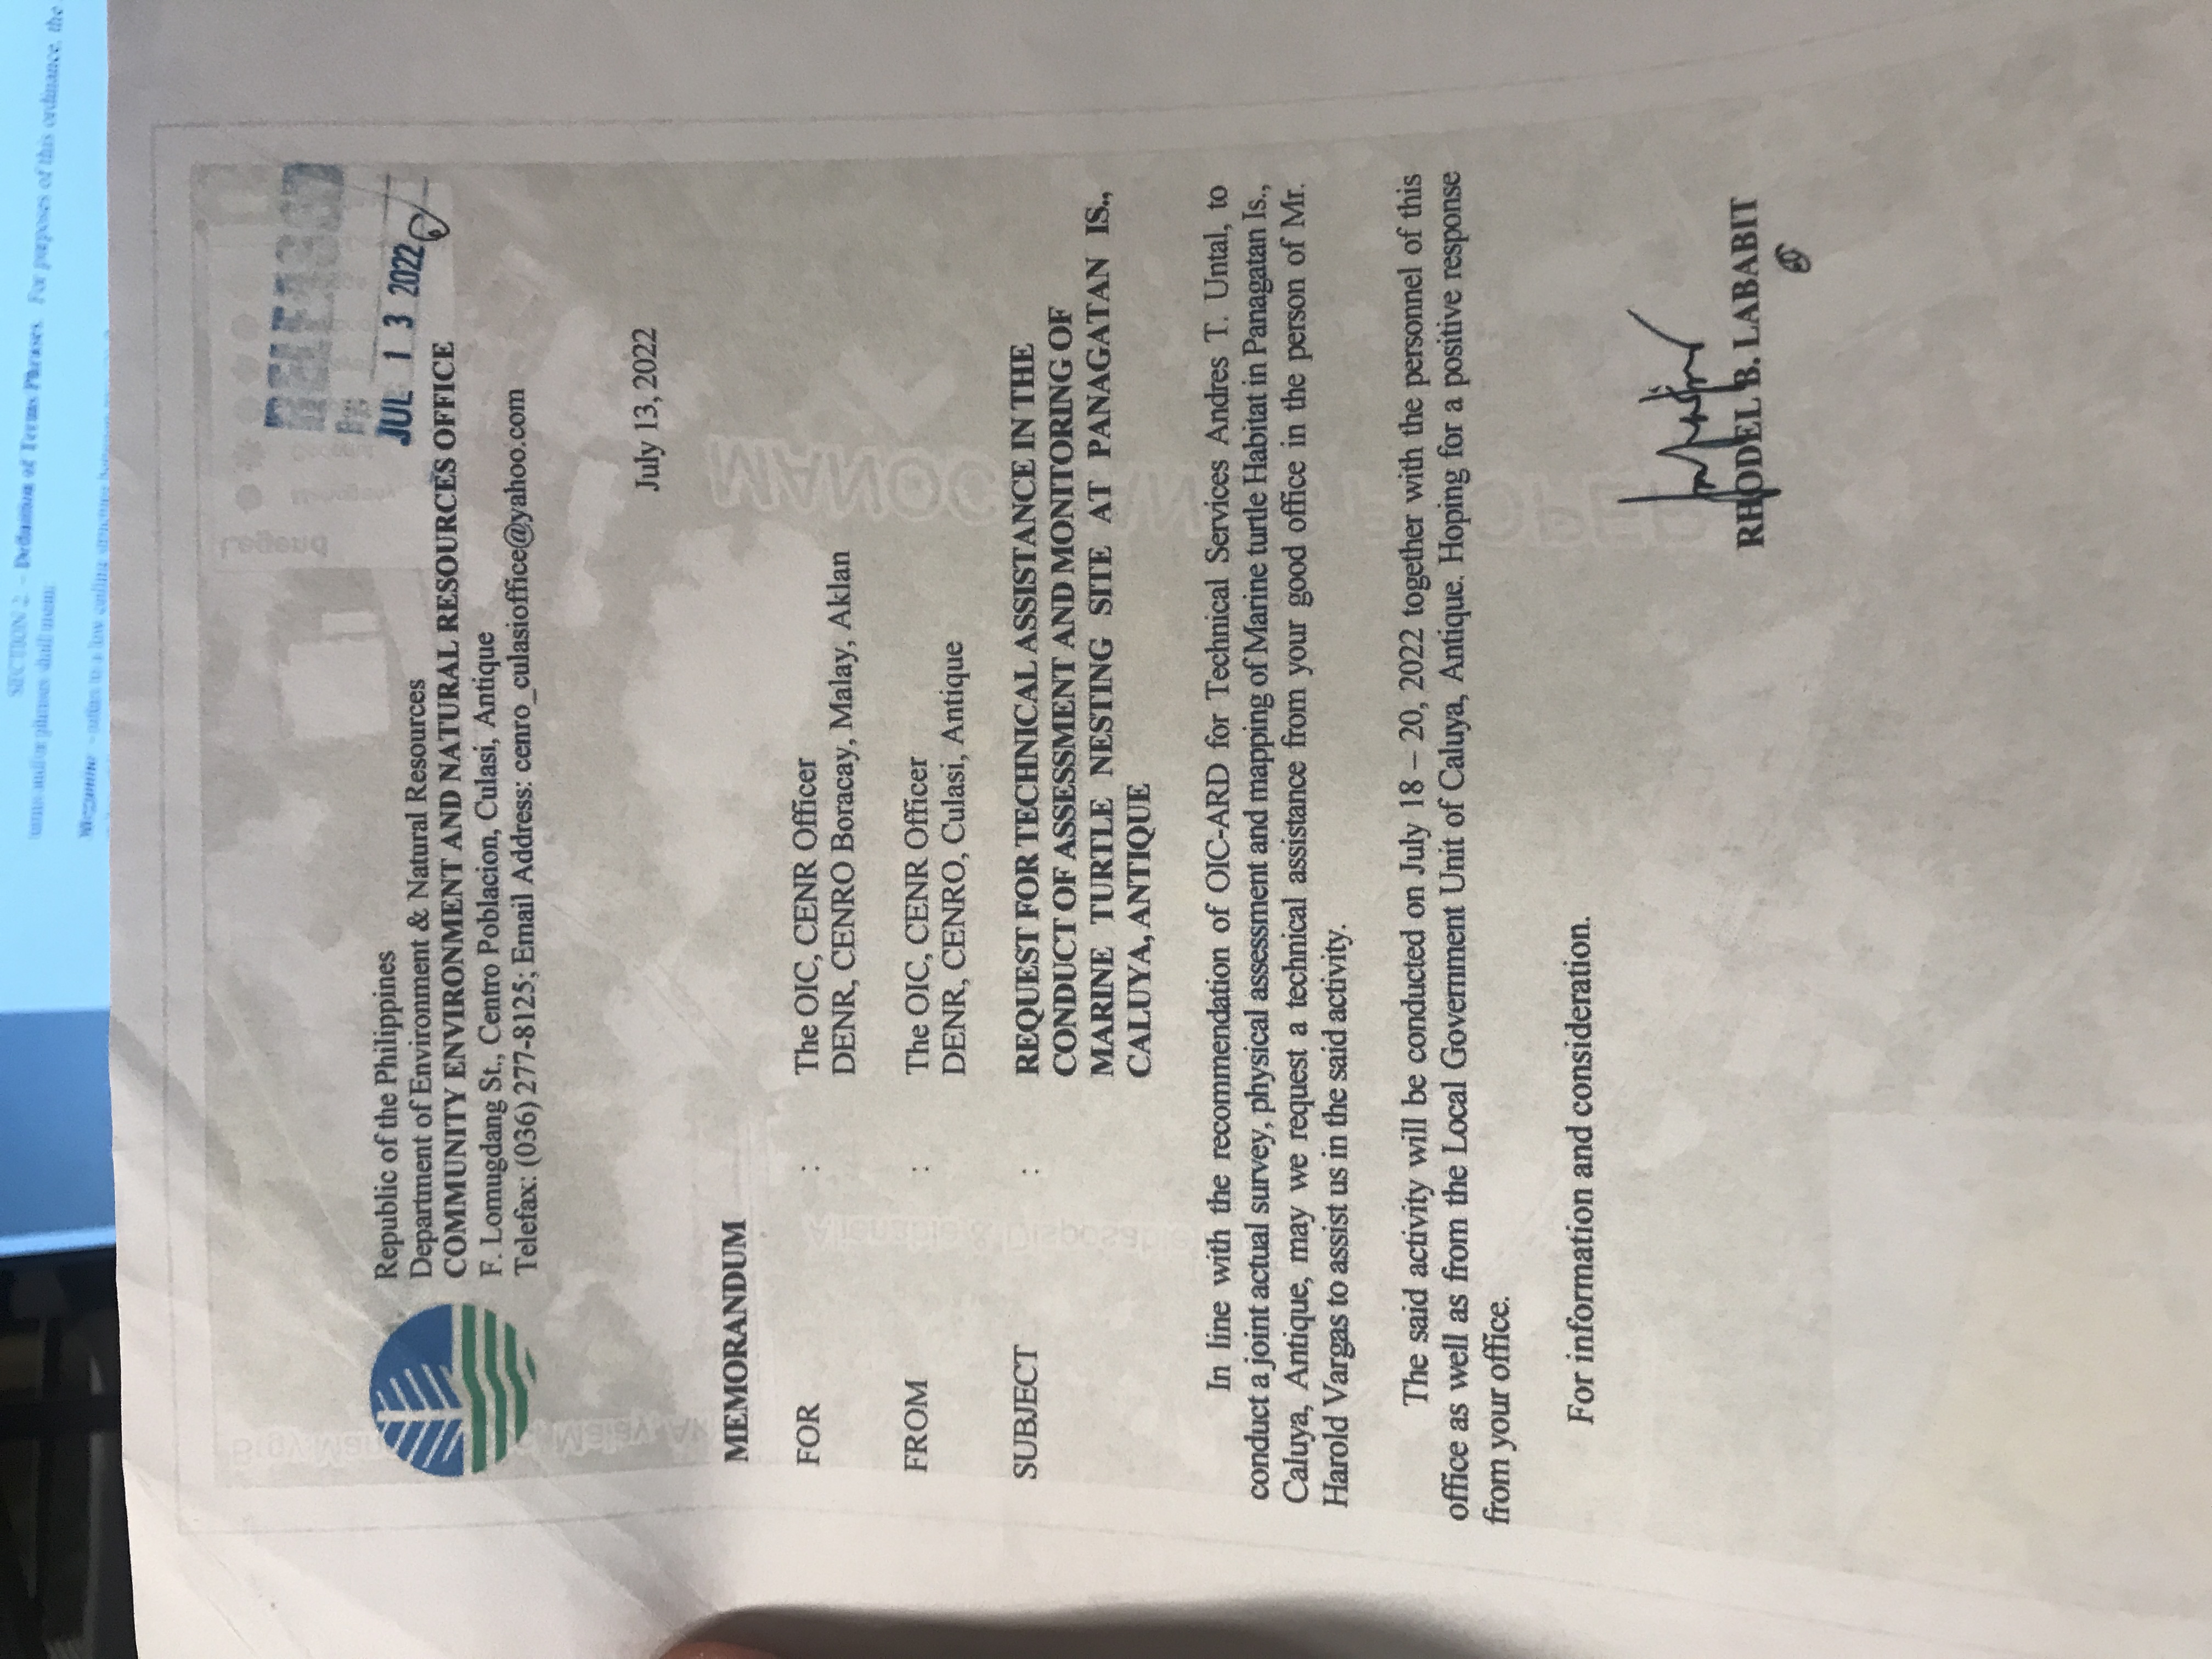 SECTION 2. – Definition of Terms/Phrases. For purposes of this ordinance, the
terms and/or phrases shall mean:
Mezzanine - refers to a low ceiling structure between
RELEASED
By:
JUL 13 2022
Republic of the Philippines
Department of Environment & Natural Resources
COMMUNITY ENVIRONMENT AND NATURAL RESOURCES OFFICE
F. Lomugdang St., Centro Poblacion, Culasi, Antique
Telefax: (036) 277-8125; Email Address: cenro_culasioffice@yahoo.com
July 13, 2022
MEMORANDUM
FOR : The OIC, CENR Officer
DENR, CENRO Boracay, Malay, Aklan
FROM : The OIC, CENR Officer
DENR, CENRO, Culasi, Antique
SUBJECT : REQUEST FOR TECHNICAL ASSISTANCE IN THE
CONDUCT OF ASSESSMENT AND MONITORING OF
MARINE TURTLE NESTING SITE AT PANAGATAN IS.,
CALUYA, ANTIQUE
In line with the recommendation of OIC-ARD for Technical Services Andres T. Untal, to
conduct a joint actual survey, physical assessment and mapping of Marine turtle Habitat in Panagatan Is.,
Caluya, Antique, may we request a technical assistance from your good office in the person of Mr.
Harold Vargas to assist us in the said activity.
The said activity will be conducted on July 18 – 20, 2022 together with the personnel of this
office as well as from the Local Government Unit of Caluya, Antique. Hoping for a positive response
from your office.
For information and consideration.
RHODEL B. LABABIT